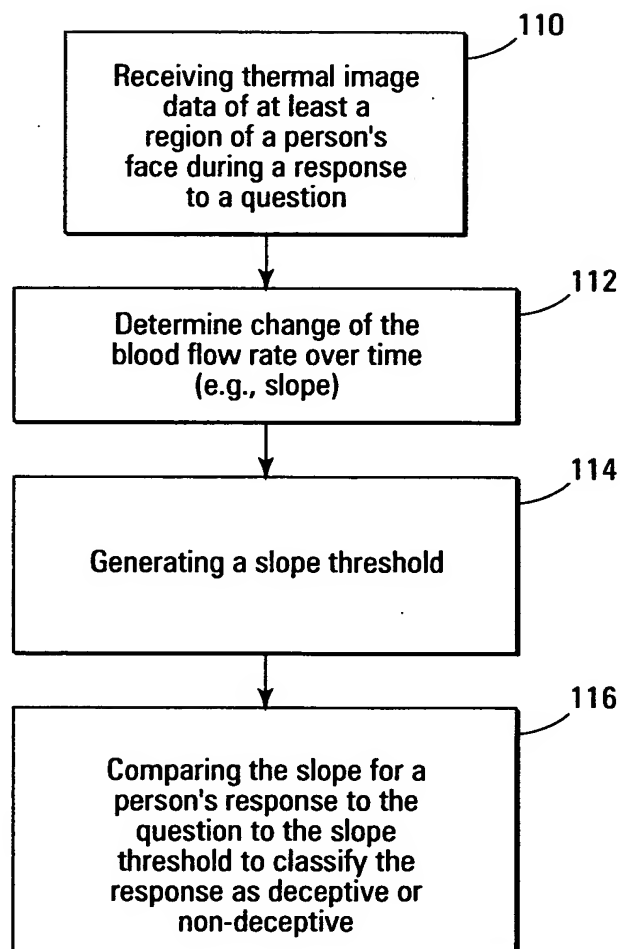 110
Receiving thermal image
data of at least a
region of a person's
face during a response
to a question
112
Determine change of the
blood flow rate over time
(e.g., slope)
114
Generating a slope threshold
116
Comparing the slope for a
person's response to the
question to the slope
threshold to classify the
response as deceptive or
non-deceptive